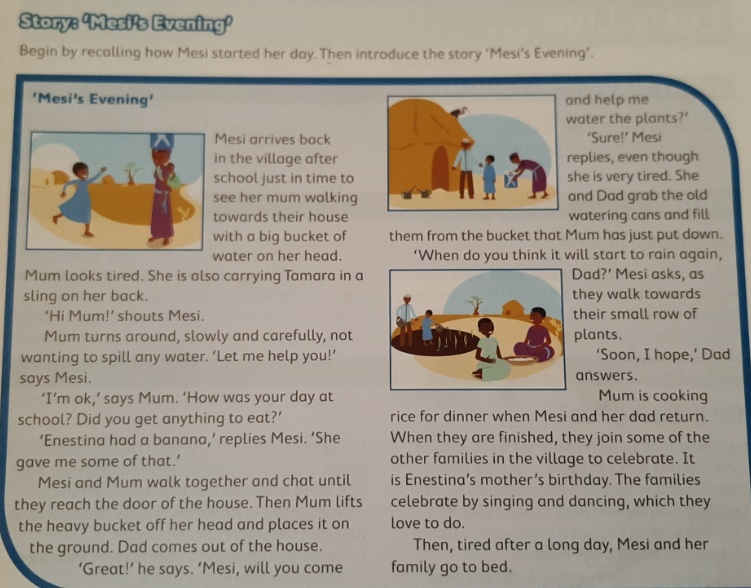 Story: 'Mesi's Evening'
Begin by recalling how Mesi started her day. Then introduce the story 'Mesi's Evening'.
'Mesi's Evening'
Mesi arrives back
in the village after
school just in time to
see her mum walking
towards their house
with a big bucket of
water on her head.
Mum looks tired. She is also carrying Tamara in a
sling on her back.
'Hi Mum!' shouts Mesi.
Mum turns around, slowly and carefully, not
wanting to spill any water. 'Let me help you!'
says Mesi.
'I'm ok,' says Mum. 'How was your day at
school? Did you get anything to eat?'
'Enestina had a banana,' replies Mesi. 'She
gave me some of that.'
Mesi and Mum walk together and chat until
they reach the door of the house. Then Mum lifts
the heavy bucket off her head and places it on
the ground. Dad comes out of the house.
'Great!' he says. 'Mesi, will you come
and help me
water the plants?'
'Sure!' Mesi
replies, even though
she is very tired. She
and Dad grab the old
watering cans and fill
them from the bucket that Mum has just put down.
'When do you think it will start to rain again,
Dad?' Mesi asks, as
they walk towards
their small row of
plants.
'Soon, I hope,' Dad
answers.
Mum is cooking
rice for dinner when Mesi and her dad return.
When they are finished, they join some of the
other families in the village to celebrate. It
is Enestina's mother's birthday. The families
celebrate by singing and dancing, which they
love to do.
Then, tired after a long day, Mesi and her
family go to bed.